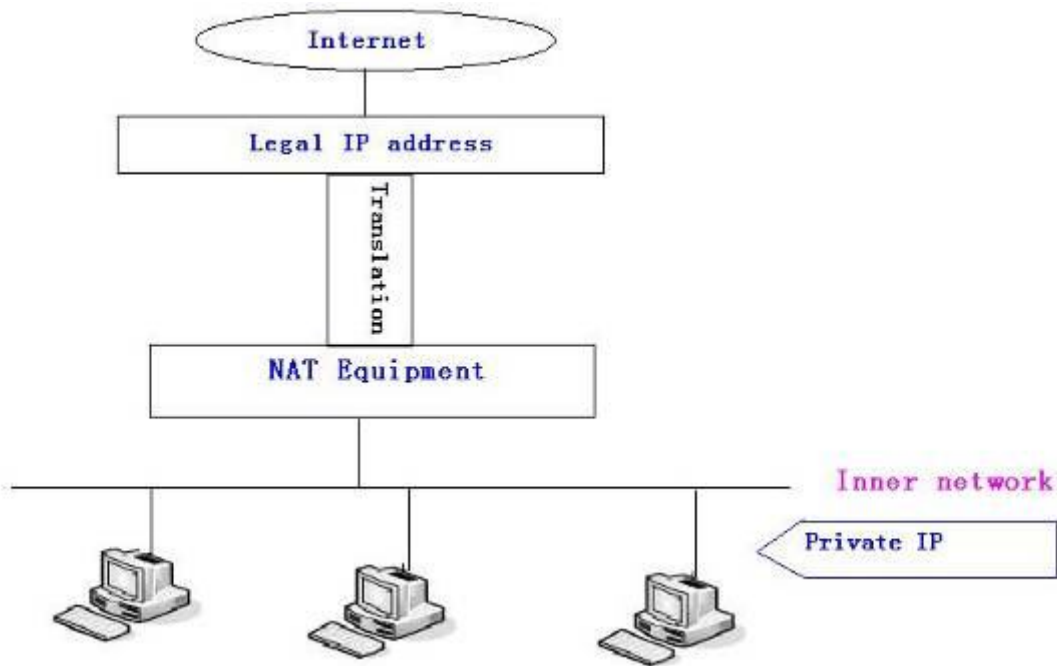 Internet
Legal IP address
Translation
NAT Equipment
Inner network
Private IP